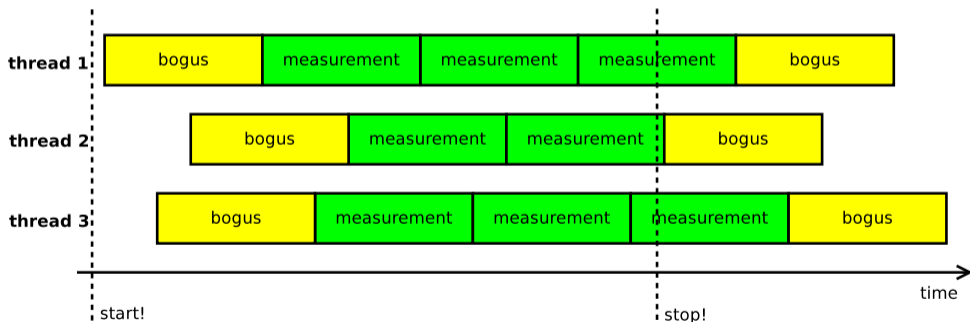 thread 1 bogus measurement measurement measurement bogus
thread 2 bogus measurement measurement bogus
thread 3 bogus measurement measurement measurement bogus
time
start! stop!